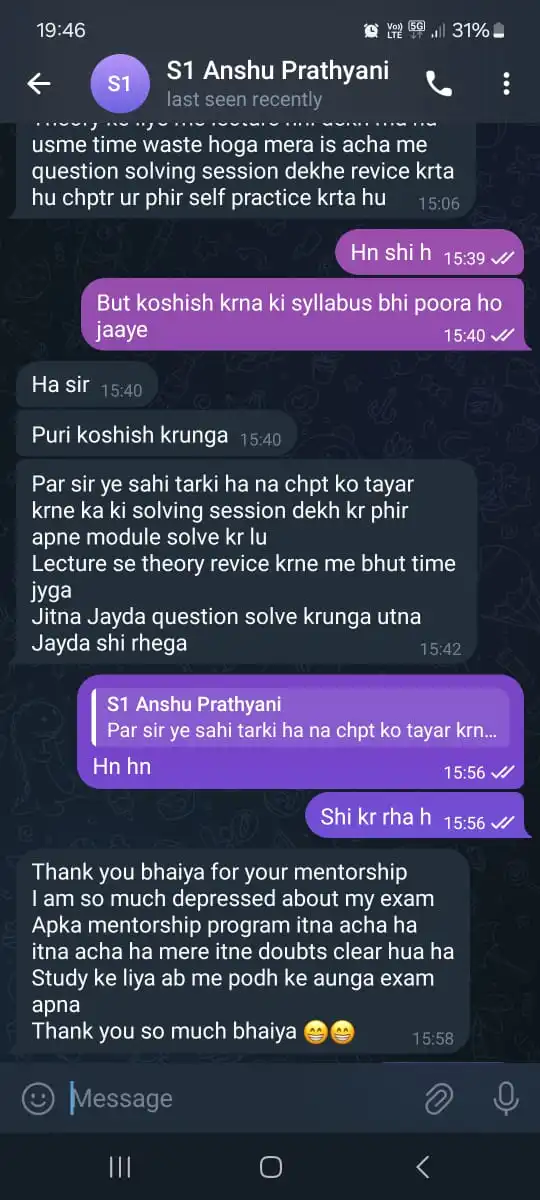 19:46
Vo)) LTE 5G 31%
S1
S1 Anshu Prathyani
last seen recently
usme time waste hoga mera is acha me
question solving session dekhe revice krta
hu chptr ur phir self practice krta hu 15:06
Hn shi h 15:39
But koshish krna ki syllabus bhi poora ho
jaaye 15:40
Ha sir 15:40
Puri koshish krunga 15:40
Par sir ye sahi tarki ha na chpt ko tayar
krne ka ki solving session dekh kr phir
apne module solve kr lu
Lecture se theory revice krne me bhut time
jyga
Jitna Jayda question solve krunga utna
Jayda shi rhega 15:42
S1 Anshu Prathyani
Par sir ye sahi tarki ha na chpt ko tayar krn...
Hn hn 15:56
Shi kr rha h 15:56
Thank you bhaiya for your mentorship
I am so much depressed about my exam
Apka mentorship program itna acha ha
itna acha ha mere itne doubts clear hua ha
Study ke liya ab me podh ke aunga exam
apna
Thank you so much bhaiya 😁😁 15:58
Message